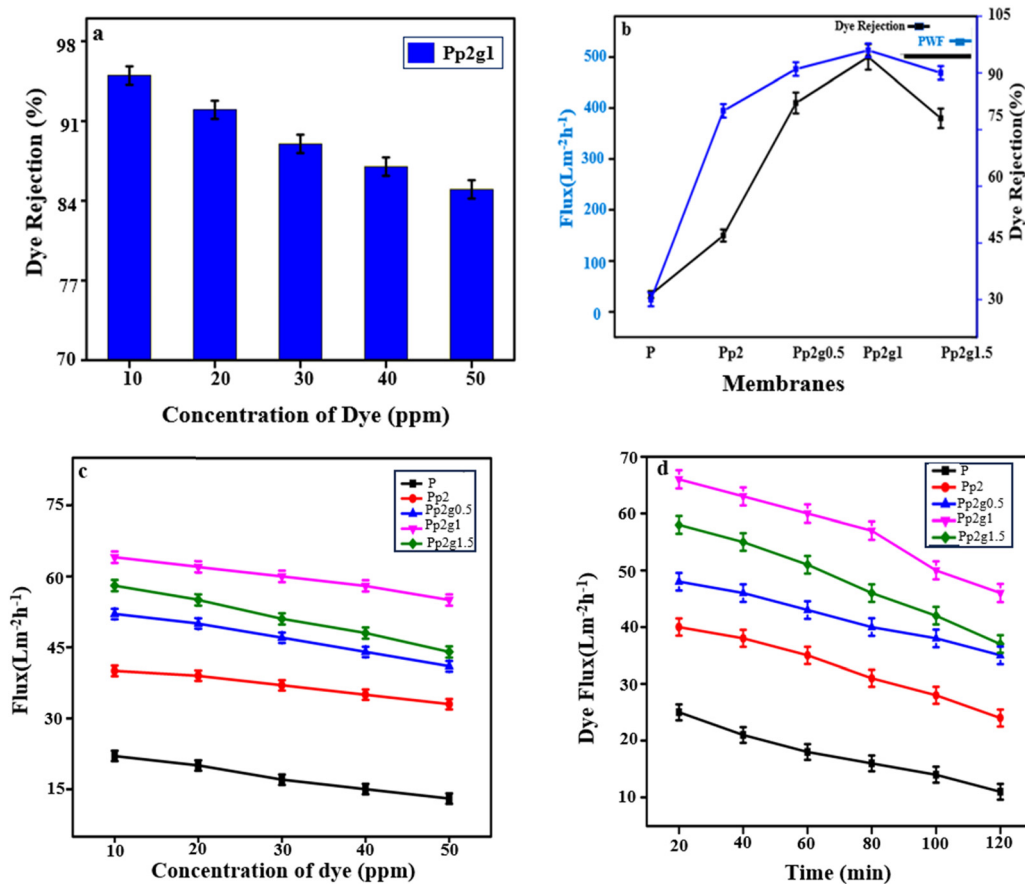 a
Pp2g1
98
91
84
77
70
Dye Rejection (%)
10 20 30 40 50
Concentration of Dye (ppm)
b
Dye Rejection
PWF
500
400
300
200
100
0
Flux(Lm⁻²h⁻¹)
105
90
75
60
45
30
Dye Rejection(%)
P Pp2 Pp2g0.5 Pp2g1 Pp2g1.5
Membranes
c
P
Pp2
Pp2g0.5
Pp2g1
Pp2g1.5
75
60
45
30
15
Flux(Lm⁻²h⁻¹)
10 20 30 40 50
Concentration of dye (ppm)
d
P
Pp2
Pp2g0.5
Pp2g1
Pp2g1.5
70
60
50
40
30
20
10
Dye Flux(Lm⁻²h⁻¹)
20 40 60 80 100 120
Time (min)